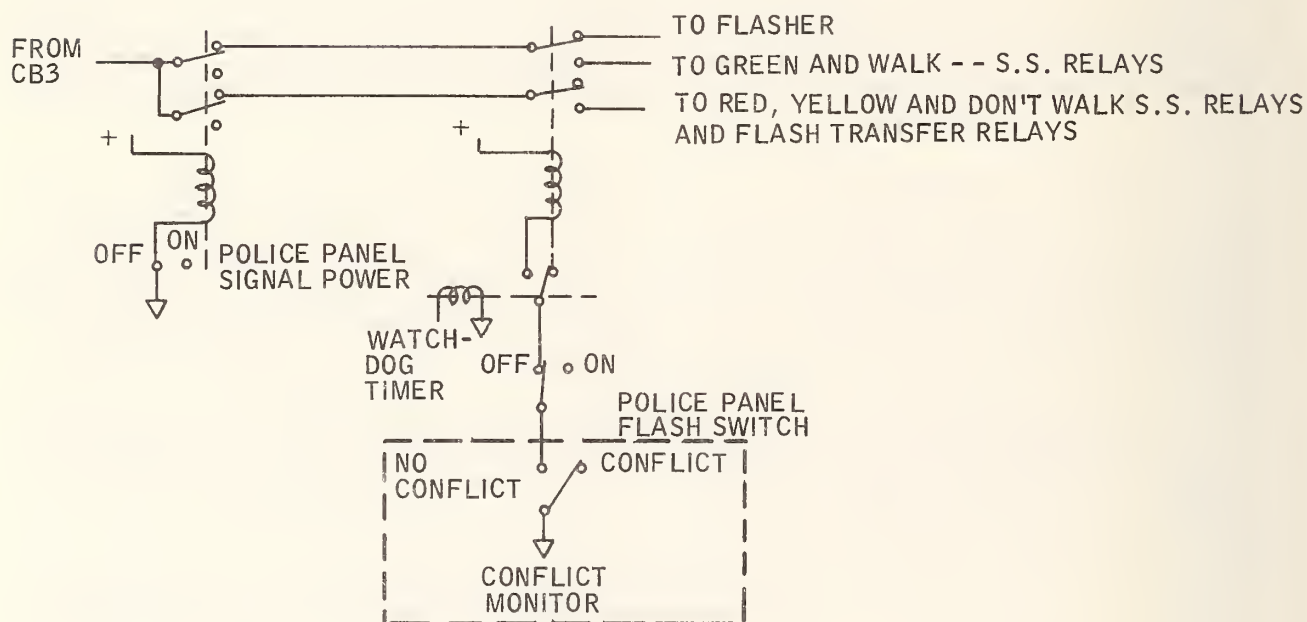 FROM
CB3
TO FLASHER
TO GREEN AND WALK -- S.S. RELAYS
TO RED, YELLOW AND DON'T WALK S.S. RELAYS
AND FLASH TRANSFER RELAYS
+
+
OFF
ON
POLICE PANEL
SIGNAL POWER
WATCH-
DOG
TIMER
OFF
ON
POLICE PANEL
FLASH SWITCH
NO
CONFLICT
CONFLICT
CONFLICT
MONITOR